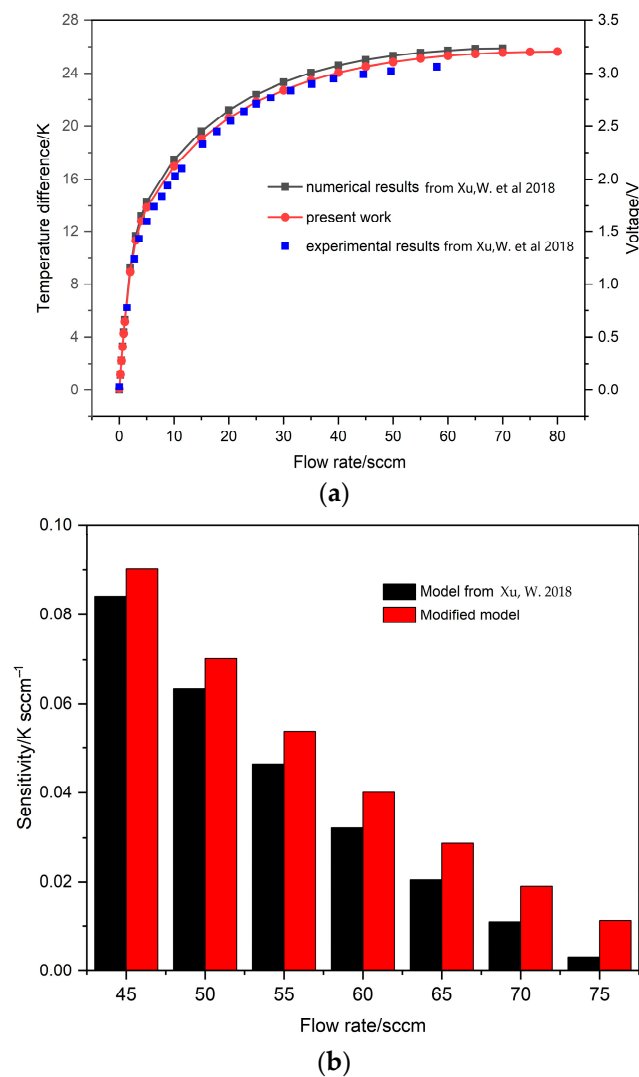 28
24
20
16
12
8
4
0
Temperature difference/K
3.5
3.0
2.5
2.0
1.5
1.0
0.5
0.0
Voltage/V
numerical results from Xu,W. et al 2018
present work
experimental results from Xu,W. et al 2018
0 10 20 30 40 50 60 70 80
Flow rate/sccm
(a)
0.10
0.08
0.06
0.04
0.02
0.00
Sensitivity/K sccm⁻¹
Model from Xu, W. 2018
Modified model
45 50 55 60 65 70 75
Flow rate/sccm
(b)